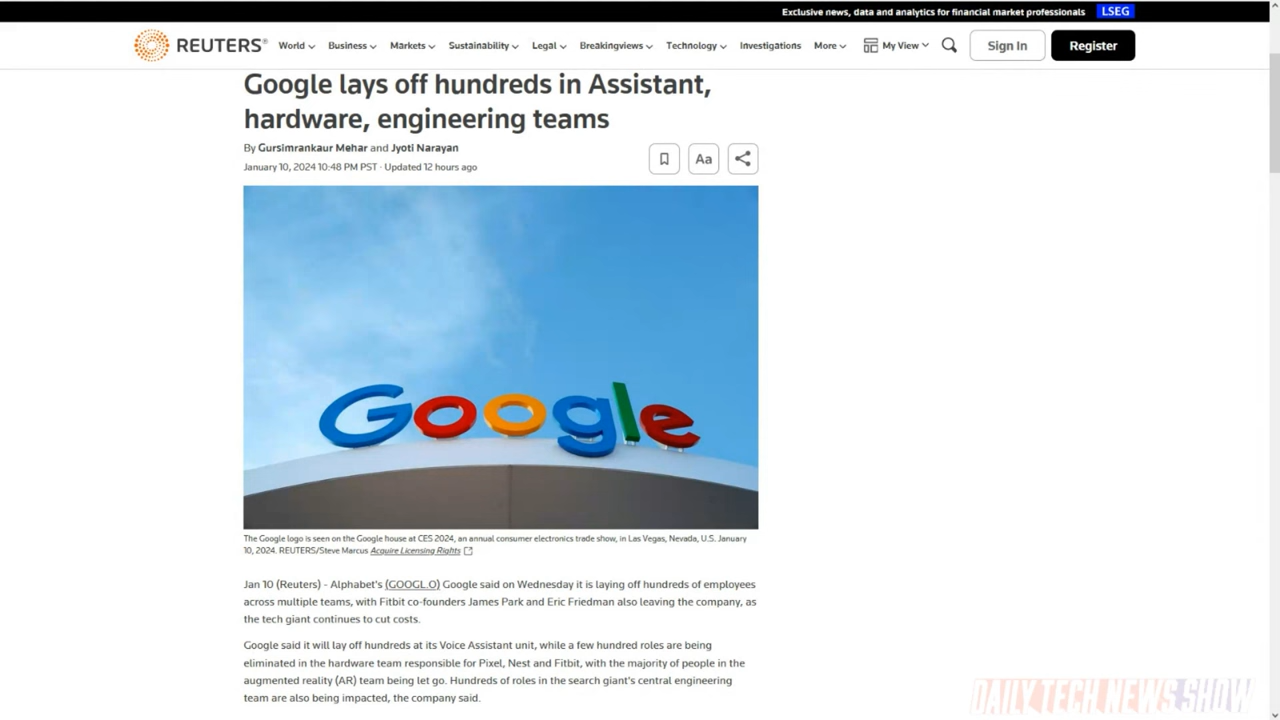 Exclusive news, data and analytics for financial market professionals LSEG
REUTERS® World Business Markets Sustainability Legal Breakingviews Technology Investigations More My View Sign In Register
Google lays off hundreds in Assistant,
hardware, engineering teams
By Gursimrankaur Mehar and Jyoti Narayan
January 10, 2024 10:48 PM PST · Updated 12 hours ago
Aa
Google
The Google logo is seen on the Google house at CES 2024, an annual consumer electronics trade show, in Las Vegas, Nevada, U.S. January
10, 2024. REUTERS/Steve Marcus Acquire Licensing Rights
Jan 10 (Reuters) - Alphabet's (GOOGL.O) Google said on Wednesday it is laying off hundreds of employees
across multiple teams, with Fitbit co-founders James Park and Eric Friedman also leaving the company, as
the tech giant continues to cut costs.
Google said it will lay off hundreds at its Voice Assistant unit, while a few hundred roles are being
eliminated in the hardware team responsible for Pixel, Nest and Fitbit, with the majority of people in the
augmented reality (AR) team being let go. Hundreds of roles in the search giant's central engineering
team are also being impacted, the company said.
DAILY TECH NEWS SHOW